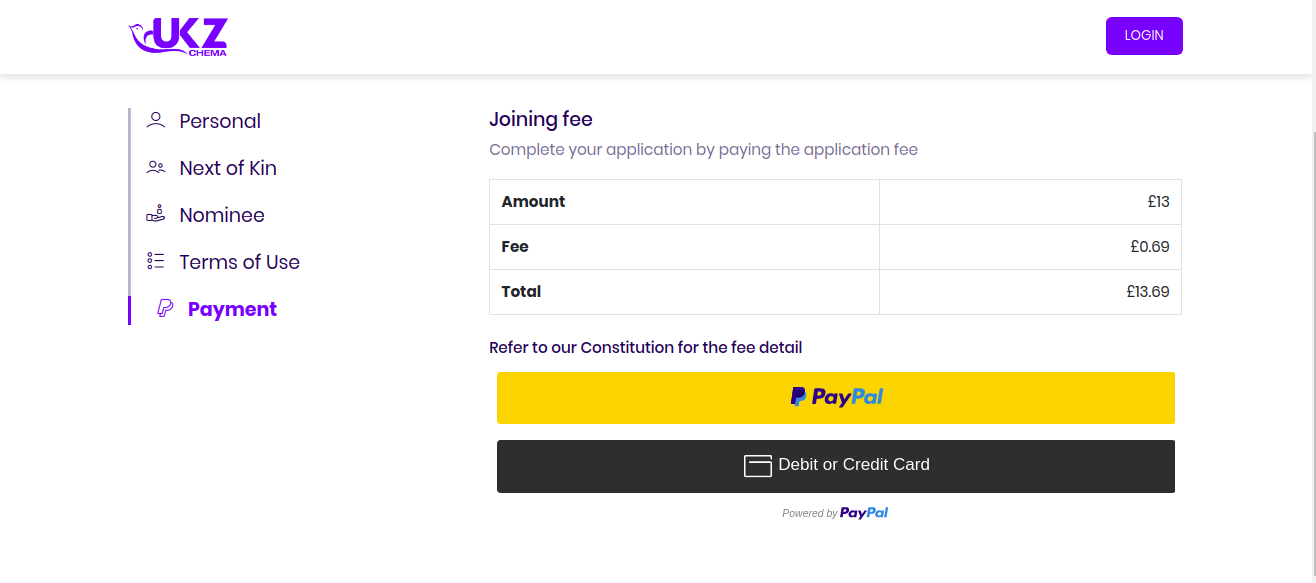 UKZ
CHEMA
LOGIN
Personal
Next of Kin
Nominee
Terms of Use
Payment
Joining fee
Complete your application by paying the application fee
Amount £13
Fee £0.69
Total £13.69
Refer to our Constitution for the fee detail
PayPal
Debit or Credit Card
Powered by PayPal